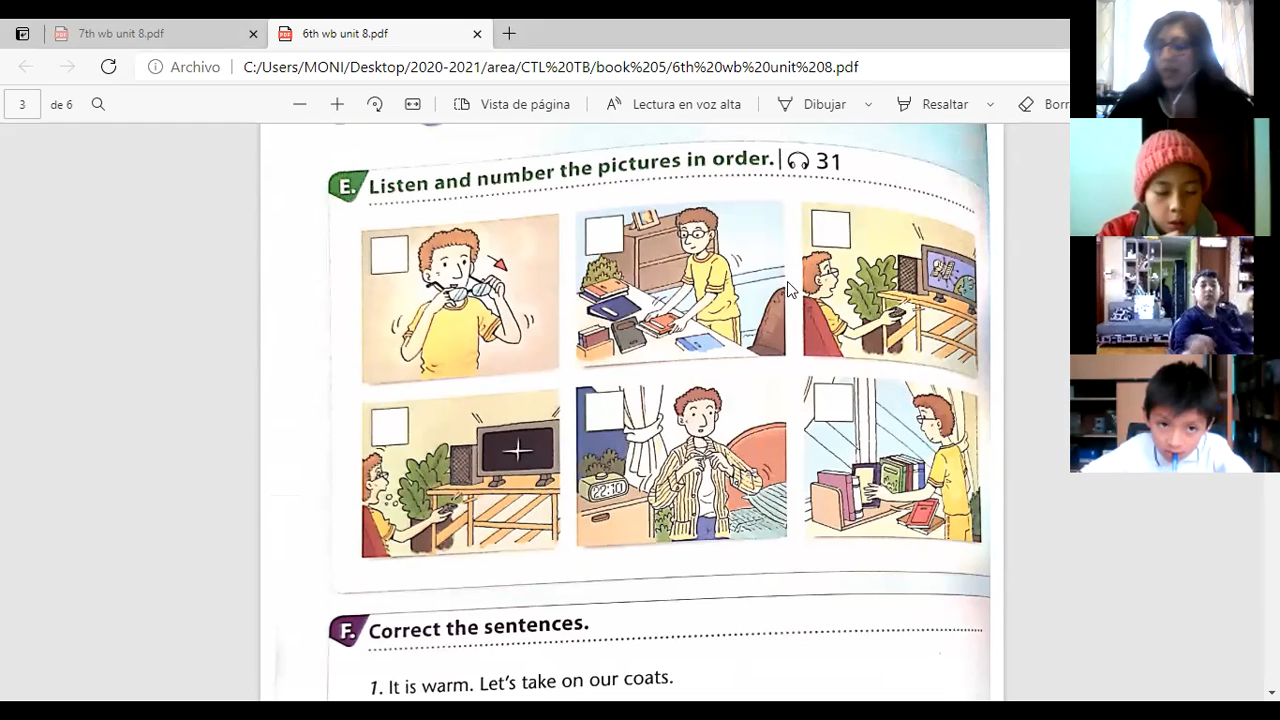 7th wb unit 8.pdf
6th wb unit 8.pdf
Archivo C:/Users/MONI/Desktop/2020-2021/area/CTL%20TB/book%205/6th%20wb%20unit%208.pdf
3 de 6 Vista de página Lectura en voz alta Dibujar Resaltar Borr
E. Listen and number the pictures in order. 31
22:10
F. Correct the sentences.
1. It is warm. Let's take on our coats.